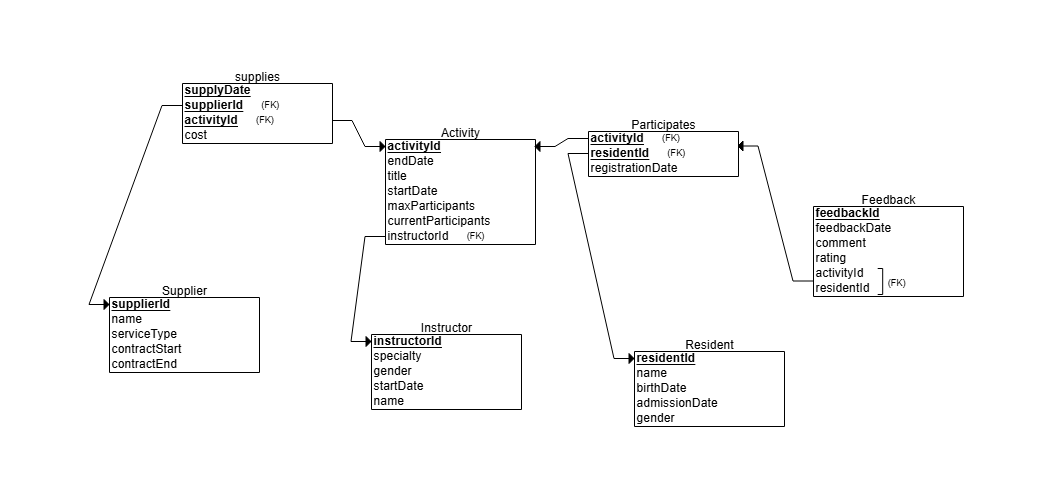 supplies
supplyDate
supplierId (FK)
activityId (FK)
cost
Activity
activityId
endDate
title
startDate
maxParticipants
currentParticipants
instructorId (FK)
Participates
activityId (FK)
residentId (FK)
registrationDate
Feedback
feedbackId
feedbackDate
comment
rating
activityId
residentId
(FK)
Supplier
supplierId
name
serviceType
contractStart
contractEnd
Instructor
instructorId
specialty
gender
startDate
name
Resident
residentId
name
birthDate
admissionDate
gender